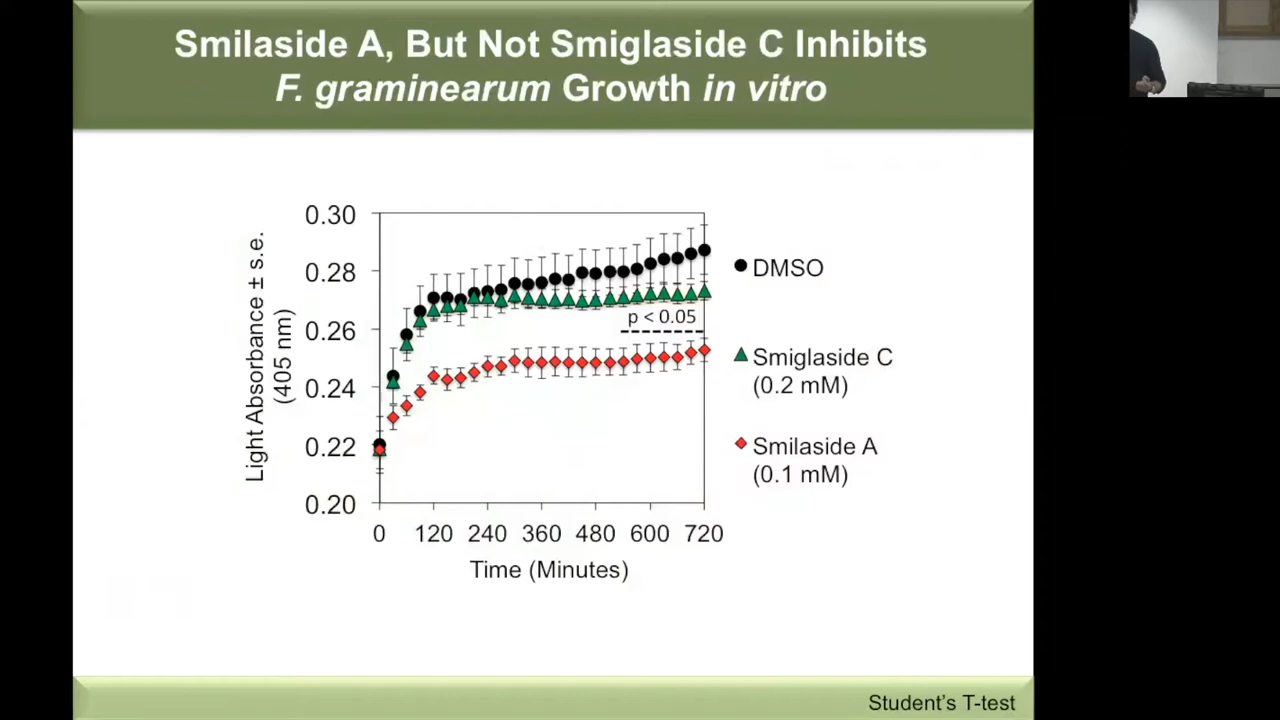 Smilaside A, But Not Smiglaside C Inhibits
F. graminearum Growth in vitro
Light Absorbance ± s.e.
(405 nm)
0.30
0.28
0.26
0.24
0.22
0.20
p < 0.05
0 120 240 360 480 600 720
Time (Minutes)
DMSO
Smiglaside C
(0.2 mM)
Smilaside A
(0.1 mM)
Student's T-test